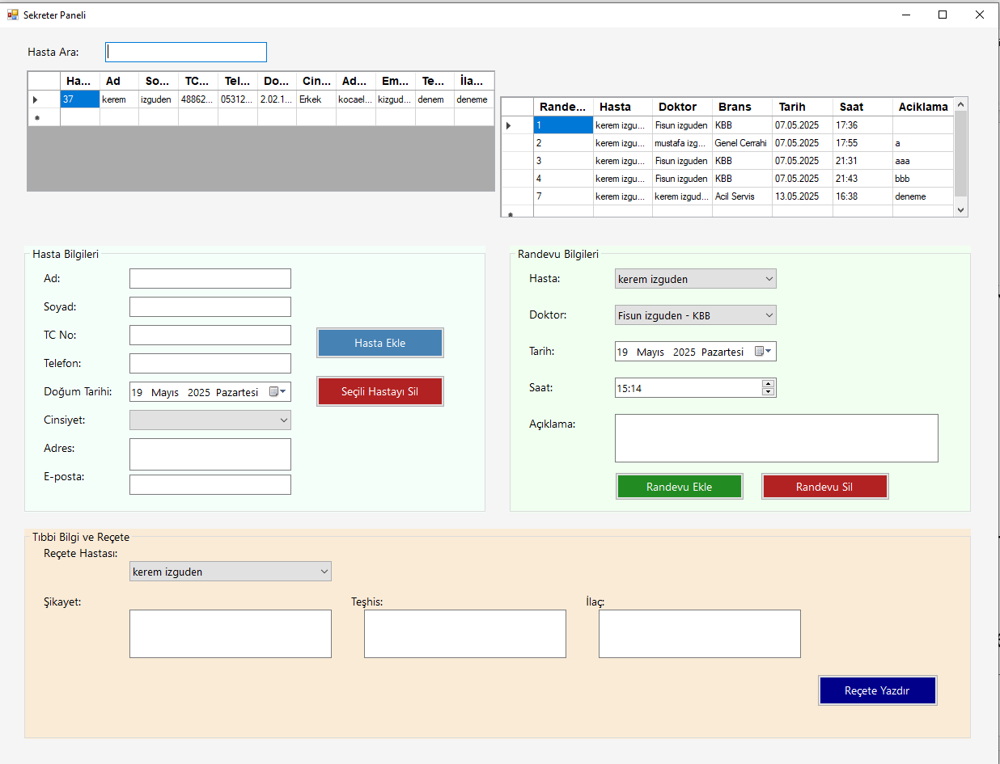 Sekreter Paneli
Hasta Ara:
Ha... Ad So... TC... Tel... Do... Cin... Ad... Em... Te... İla...
37 kerem izguden 48862... 05312... 2.02.1... Erkek kocael... kizgud... denem deneme
Rande... Hasta Doktor Brans Tarih Saat Aciklama
1 kerem izgu... Fisun izguden KBB 07.05.2025 17:36
2 kerem izgu... mustafa izg... Genel Cerrahi 07.05.2025 17:55 a
3 kerem izgu... Fisun izguden KBB 07.05.2025 21:31 aaa
4 kerem izgu... Fisun izguden KBB 07.05.2025 21:43 bbb
7 kerem izgu... kerem izgud... Acil Servis 13.05.2025 16:38 deneme
Hasta Bilgileri
Ad:
Soyad:
TC No:
Telefon:
Doğum Tarihi: 19 Mayıs 2025 Pazartesi
Cinsiyet:
Adres:
E-posta:
Hasta Ekle
Seçili Hastayı Sil
Randevu Bilgileri
Hasta: kerem izguden
Doktor: Fisun izguden - KBB
Tarih: 19 Mayıs 2025 Pazartesi
Saat: 15:14
Açıklama:
Randevu Ekle Randevu Sil
Tıbbi Bilgi ve Reçete
Reçete Hastası:
kerem izguden
Şikayet: Teşhis: İlaç:
Reçete Yazdır